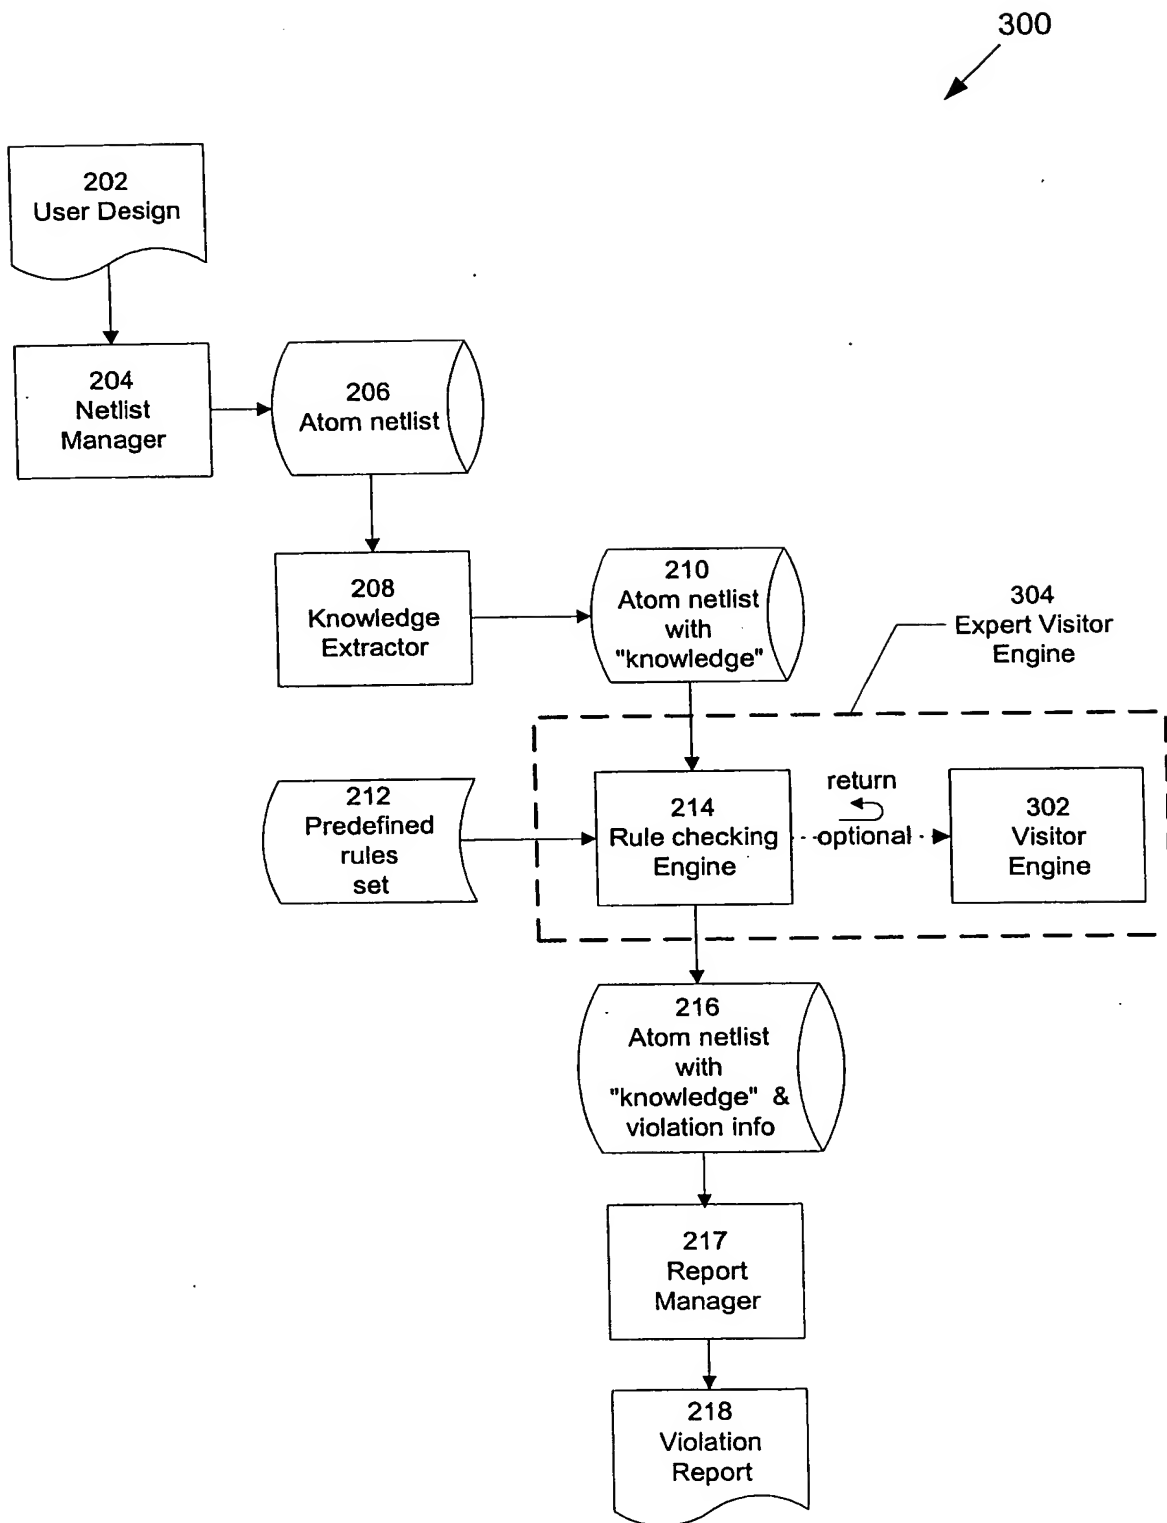 300
202
User Design
204
Netlist
Manager
206
Atom netlist
208
Knowledge
Extractor
210
Atom netlist
with
"knowledge"
304
Expert Visitor
Engine
212
Predefined
rules
set
214
Rule checking
Engine
return
optional
302
Visitor
Engine
216
Atom netlist
with
"knowledge" &
violation info
217
Report
Manager
218
Violation
Report